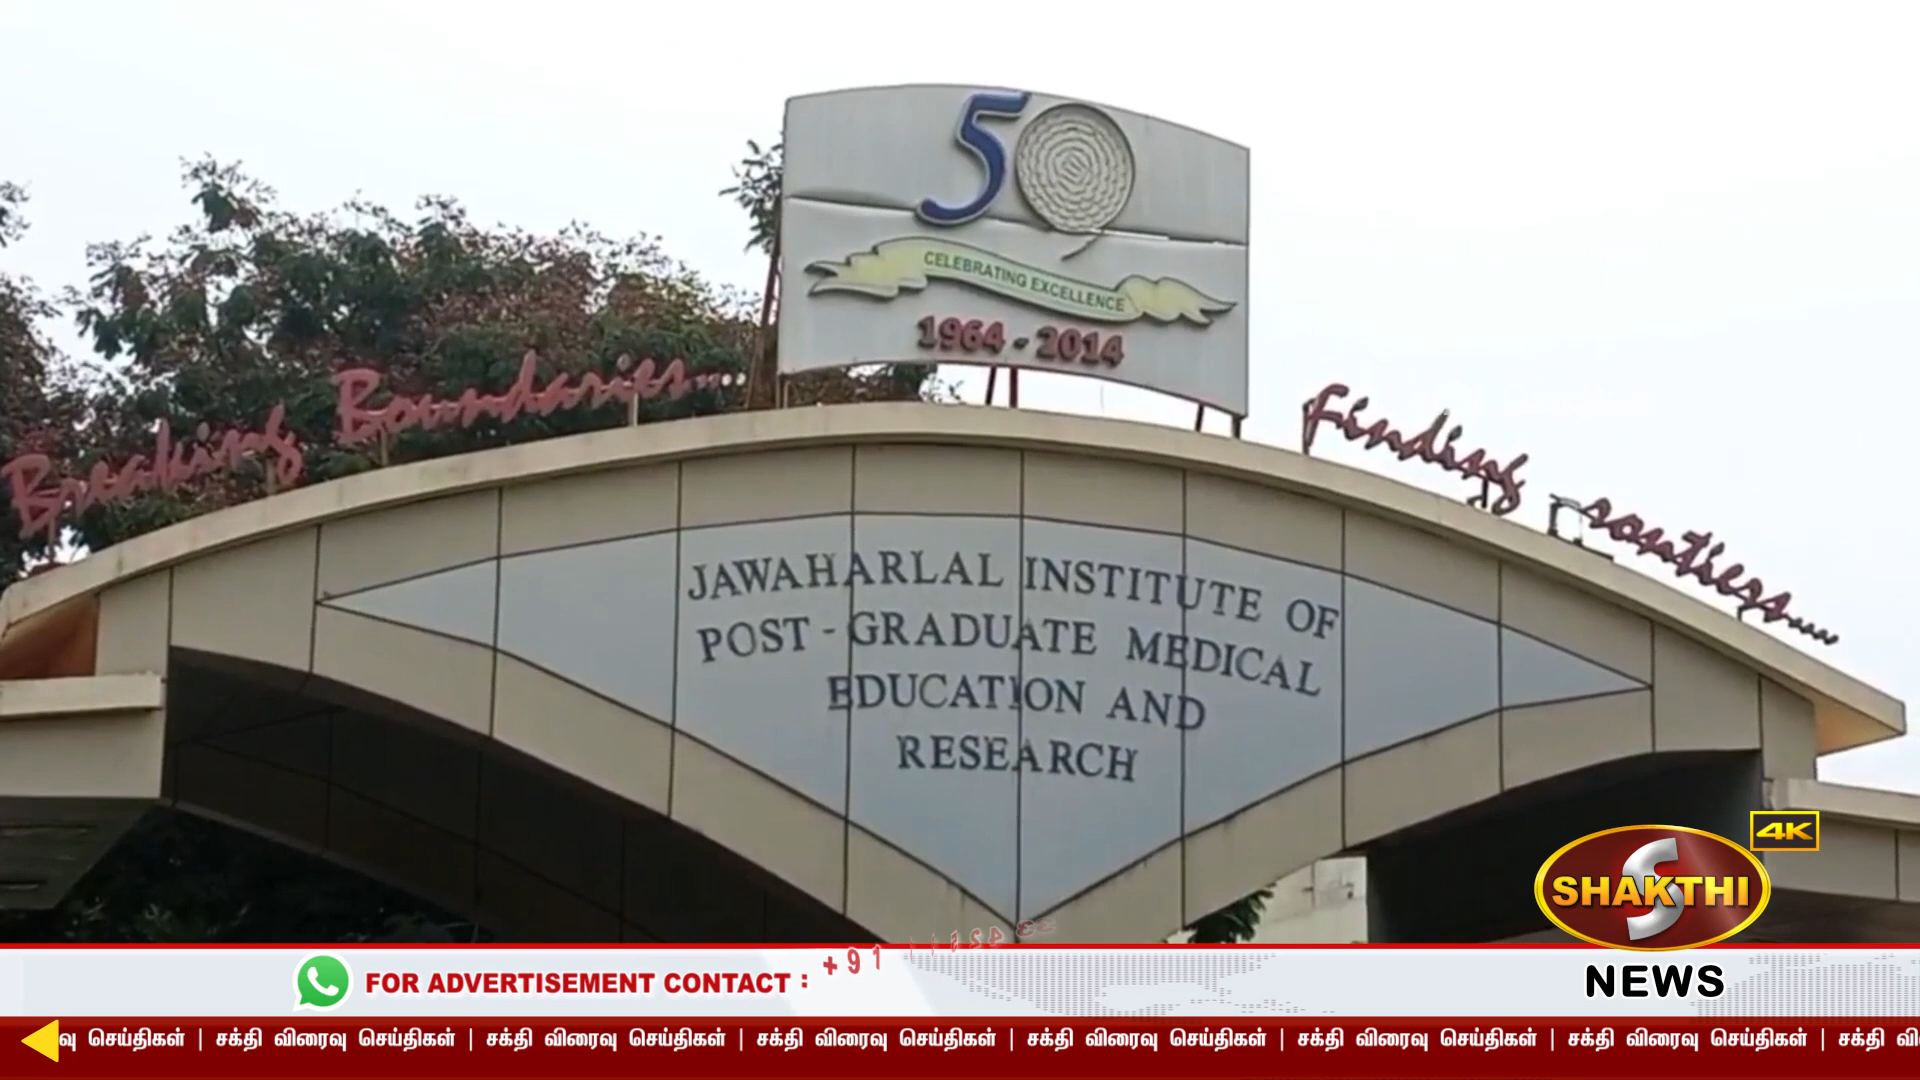 50
CELEBRATING EXCELLENCE
1964 - 2014
Breaking Boundaries....
Finding rontiers....
JAWAHARLAL INSTITUTE OF
POST - GRADUATE MEDICAL
EDUCATION AND
RESEARCH
4K
S
SHAKTHI
NEWS
FOR ADVERTISEMENT CONTACT : +91
வு செய்திகள் | சக்தி விரைவு செய்திகள் | சக்தி விரைவு செய்திகள் | சக்தி விரைவு செய்திகள் | சக்தி விரைவு செய்திகள் | சக்தி விரைவு செய்திகள் | சக்தி விரைவு செய்திகள் | சக்தி வி